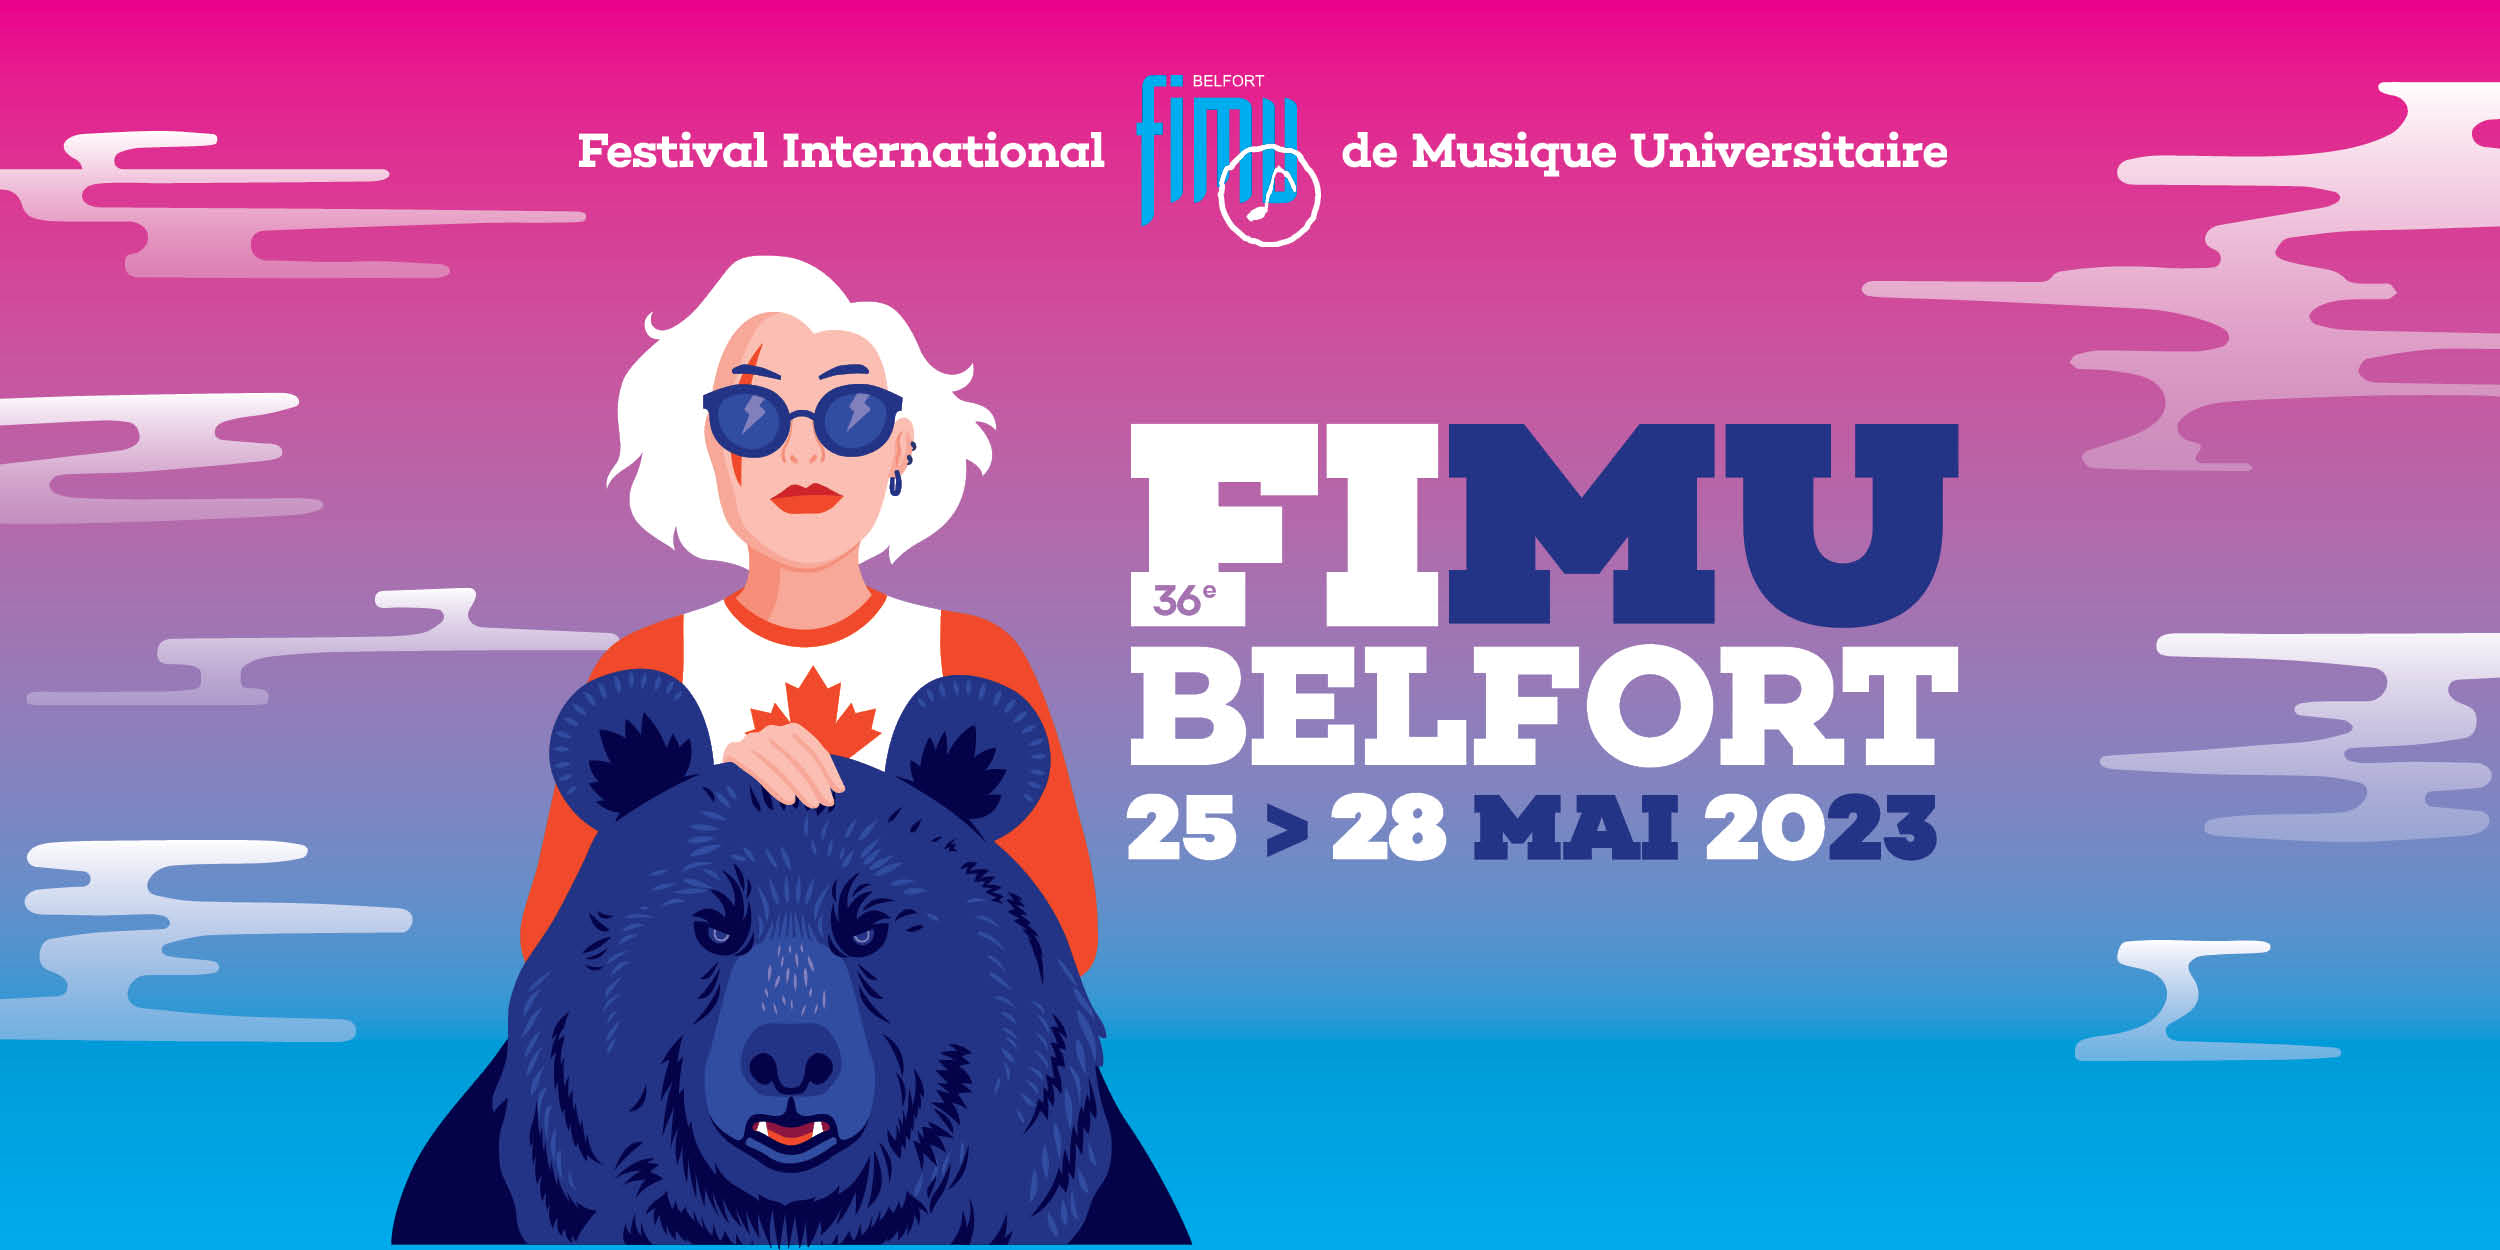 BELFORT
Festival International fimu de Musique Universitaire
FIMU
36e
BELFORT
25 > 28 MAI 2023